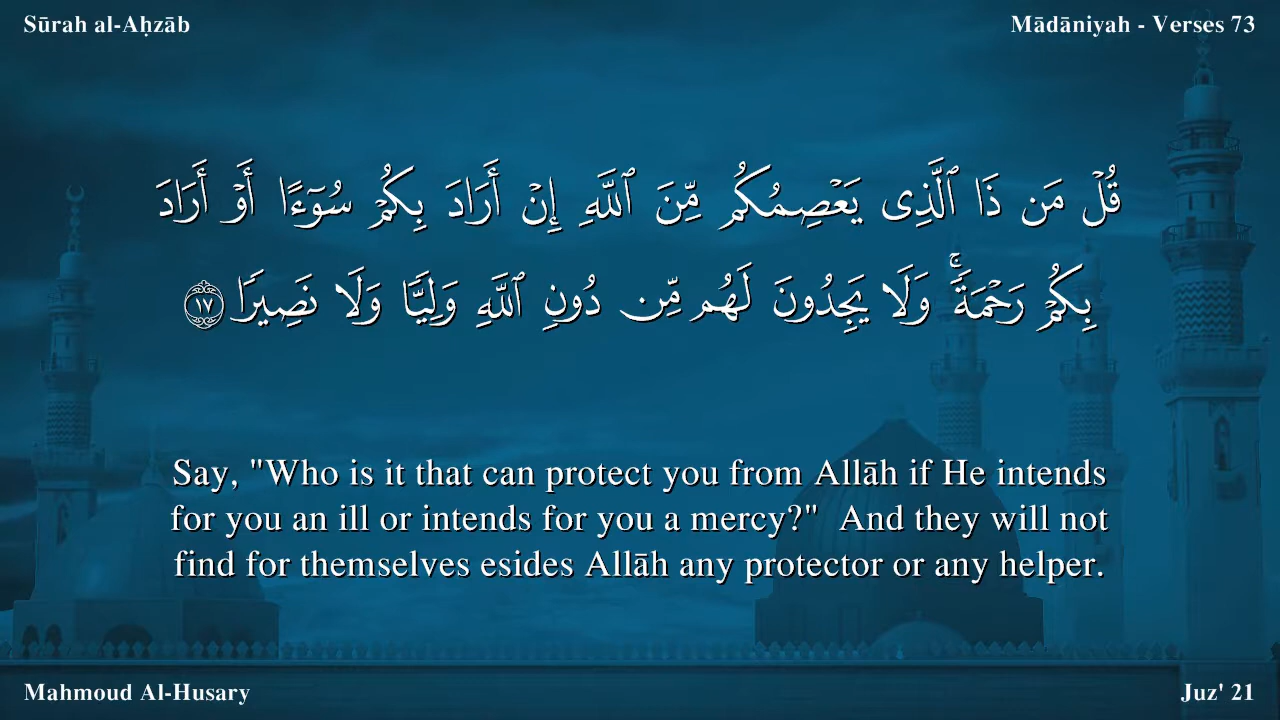 Sūrah al-Aḥzāb
Mādāniyah - Verses 73
قُلْ مَن ذَا ٱلَّذِى يَعْصِمُكُم مِّنَ ٱللَّهِ إِنْ أَرَادَ بِكُمْ سُوٓءًا أَوْ أَرَادَ
بِكُمْ رَحْمَةً ۚ وَلَا يَجِدُونَ لَهُم مِّن دُونِ ٱللَّهِ وَلِيًّا وَلَا نَصِيرًا ١٧
Say, "Who is it that can protect you from Allāh if He intends
for you an ill or intends for you a mercy?"  And they will not
find for themselves esides Allāh any protector or any helper.
Mahmoud Al-Husary
Juz' 21